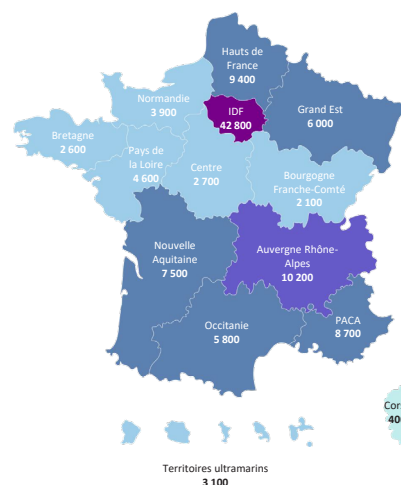 Hauts de
France
9 400
Normandie
3 900
IDF
42 800
Grand Est
6 000
Bretagne
2 600
Pays de
la Loire
4 600
Centre
2 700
Bourgogne
Franche-Comté
2 100
Nouvelle
Aquitaine
7 500
Auvergne Rhône-
Alpes
10 200
Occitanie
5 800
PACA
8 700
Territoires ultramarins
3 100